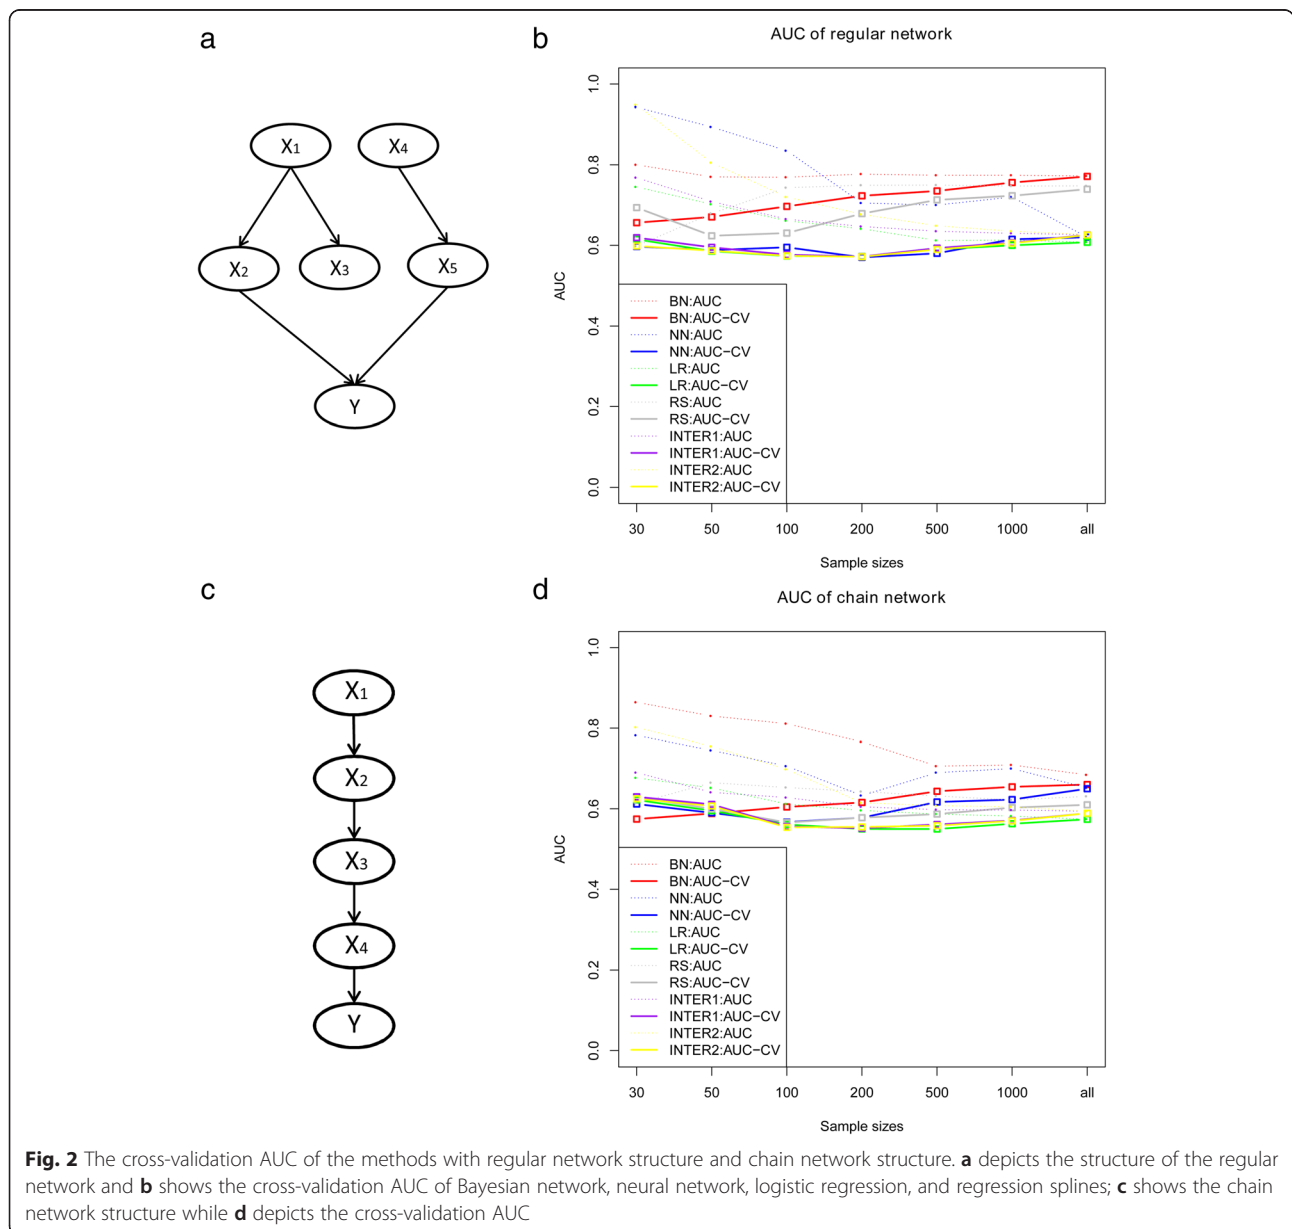 a
X1
X4
X2
X3
X5
Y
b
AUC of regular network
AUC
1.0
0.8
0.6
0.4
0.2
0.0
BN:AUC
BN:AUC−CV
NN:AUC
NN:AUC−CV
LR:AUC
LR:AUC−CV
RS:AUC
RS:AUC−CV
INTER1:AUC
INTER1:AUC−CV
INTER2:AUC
INTER2:AUC−CV
30 50 100 200 500 1000 all
Sample sizes
c
X1
X2
X3
X4
Y
d
AUC of chain network
AUC
1.0
0.8
0.6
0.4
0.2
0.0
BN:AUC
BN:AUC−CV
NN:AUC
NN:AUC−CV
LR:AUC
LR:AUC−CV
RS:AUC
RS:AUC−CV
INTER1:AUC
INTER1:AUC−CV
INTER2:AUC
INTER2:AUC−CV
30 50 100 200 500 1000 all
Sample sizes
Fig. 2 The cross-validation AUC of the methods with regular network structure and chain network structure. a depicts the structure of the regular
network and b shows the cross-validation AUC of Bayesian network, neural network, logistic regression, and regression splines; c shows the chain
network structure while d depicts the cross-validation AUC